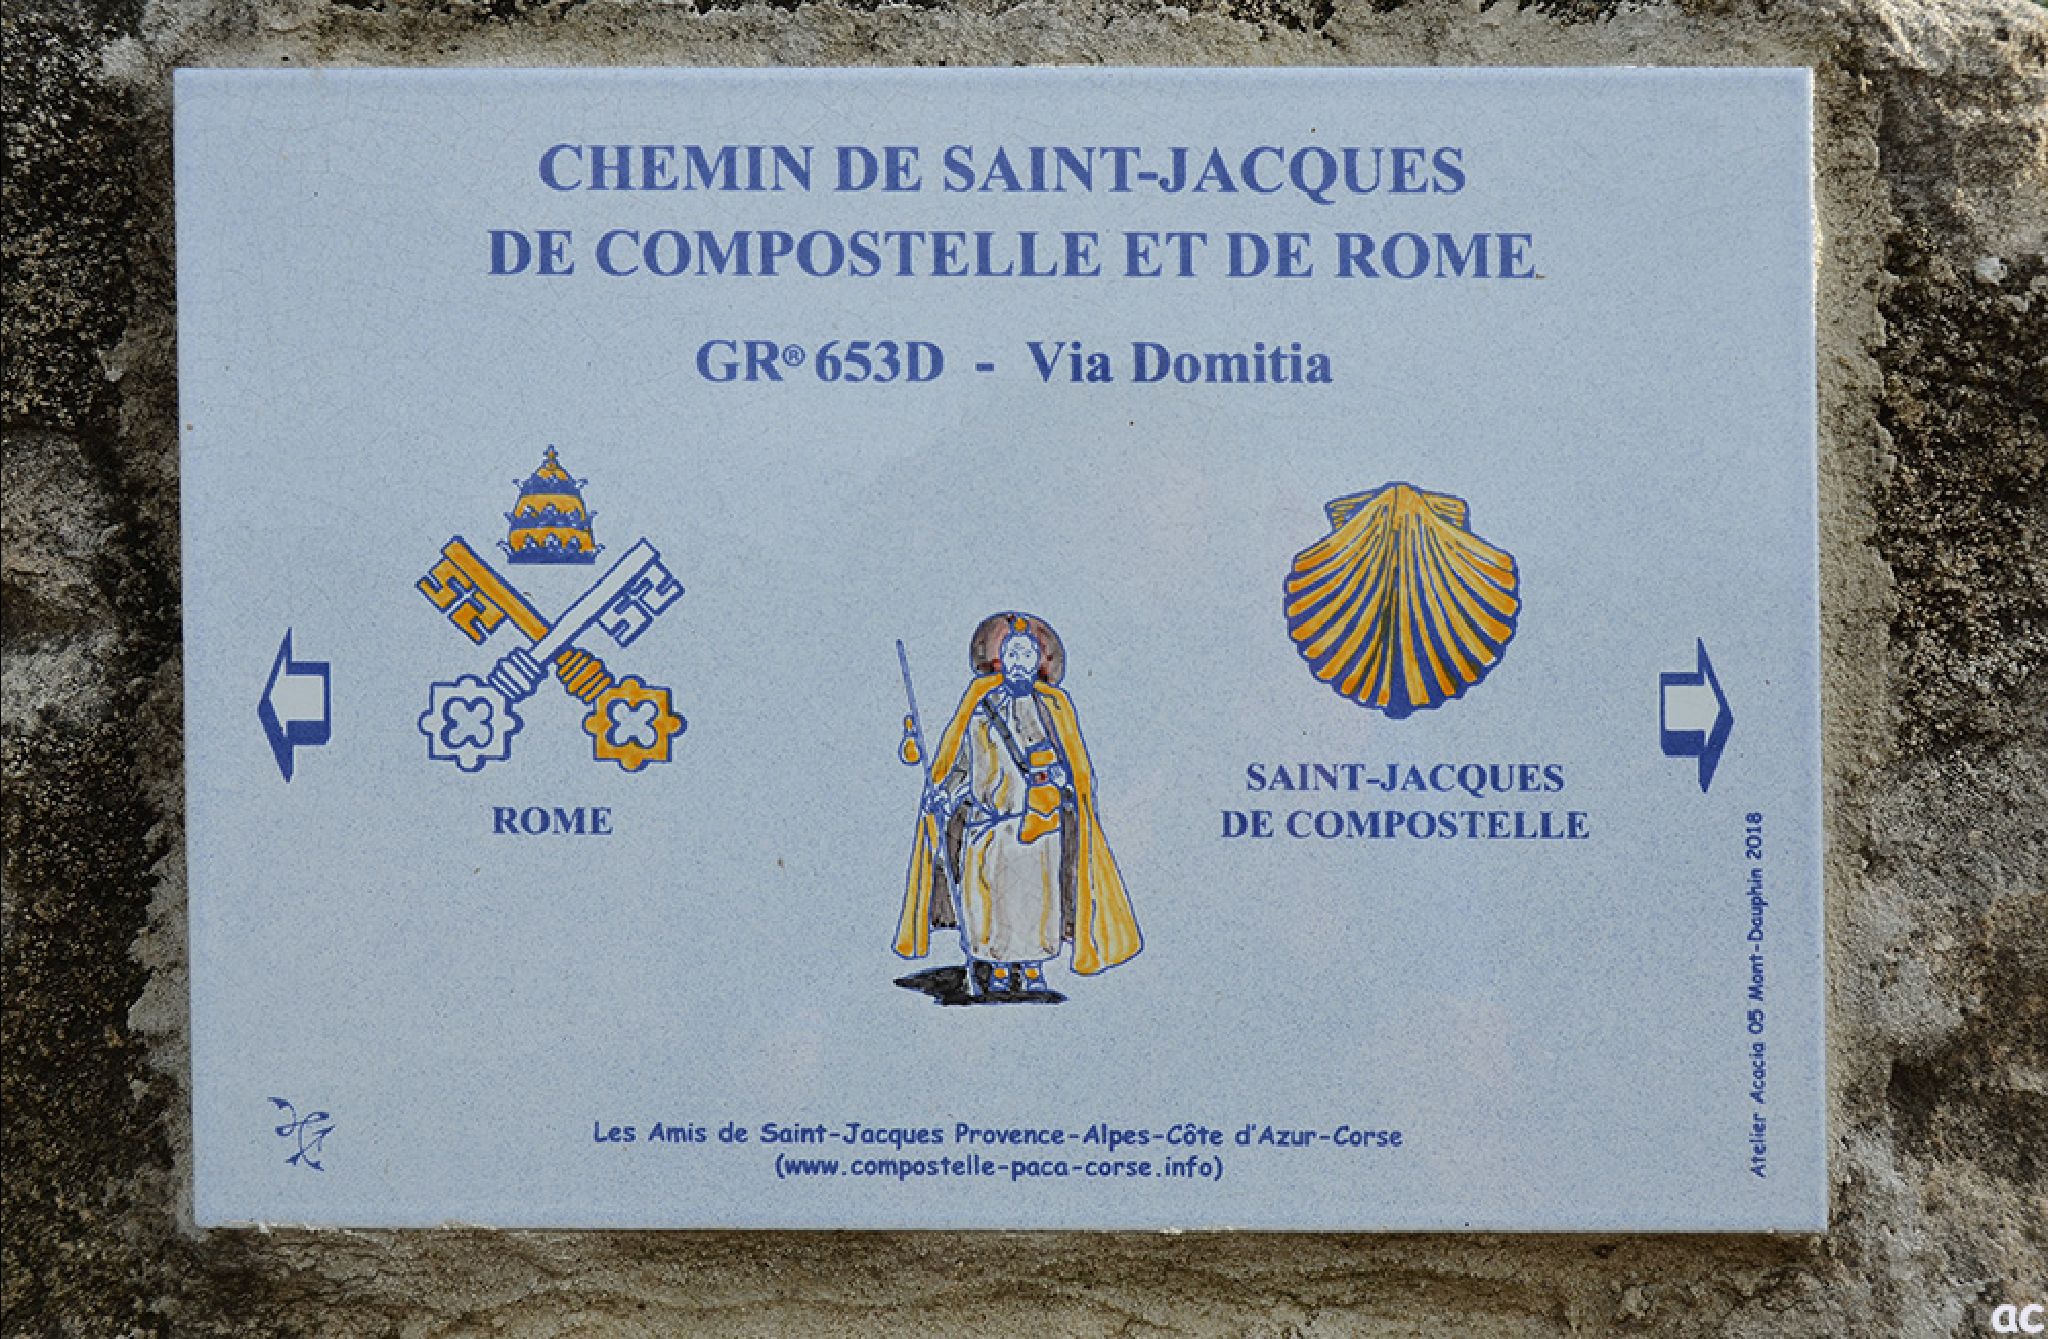 CHEMIN DE SAINT-JACQUES
DE COMPOSTELLE ET DE ROME
GR® 653D - Via Domitia
ROME
SAINT-JACQUES
DE COMPOSTELLE
Les Amis de Saint-Jacques Provence-Alpes-Côte d'Azur-Corse
(www.compostelle-paca-corse.info)
Atelier Acacia 05 Mont-Dauphin 2018
ac